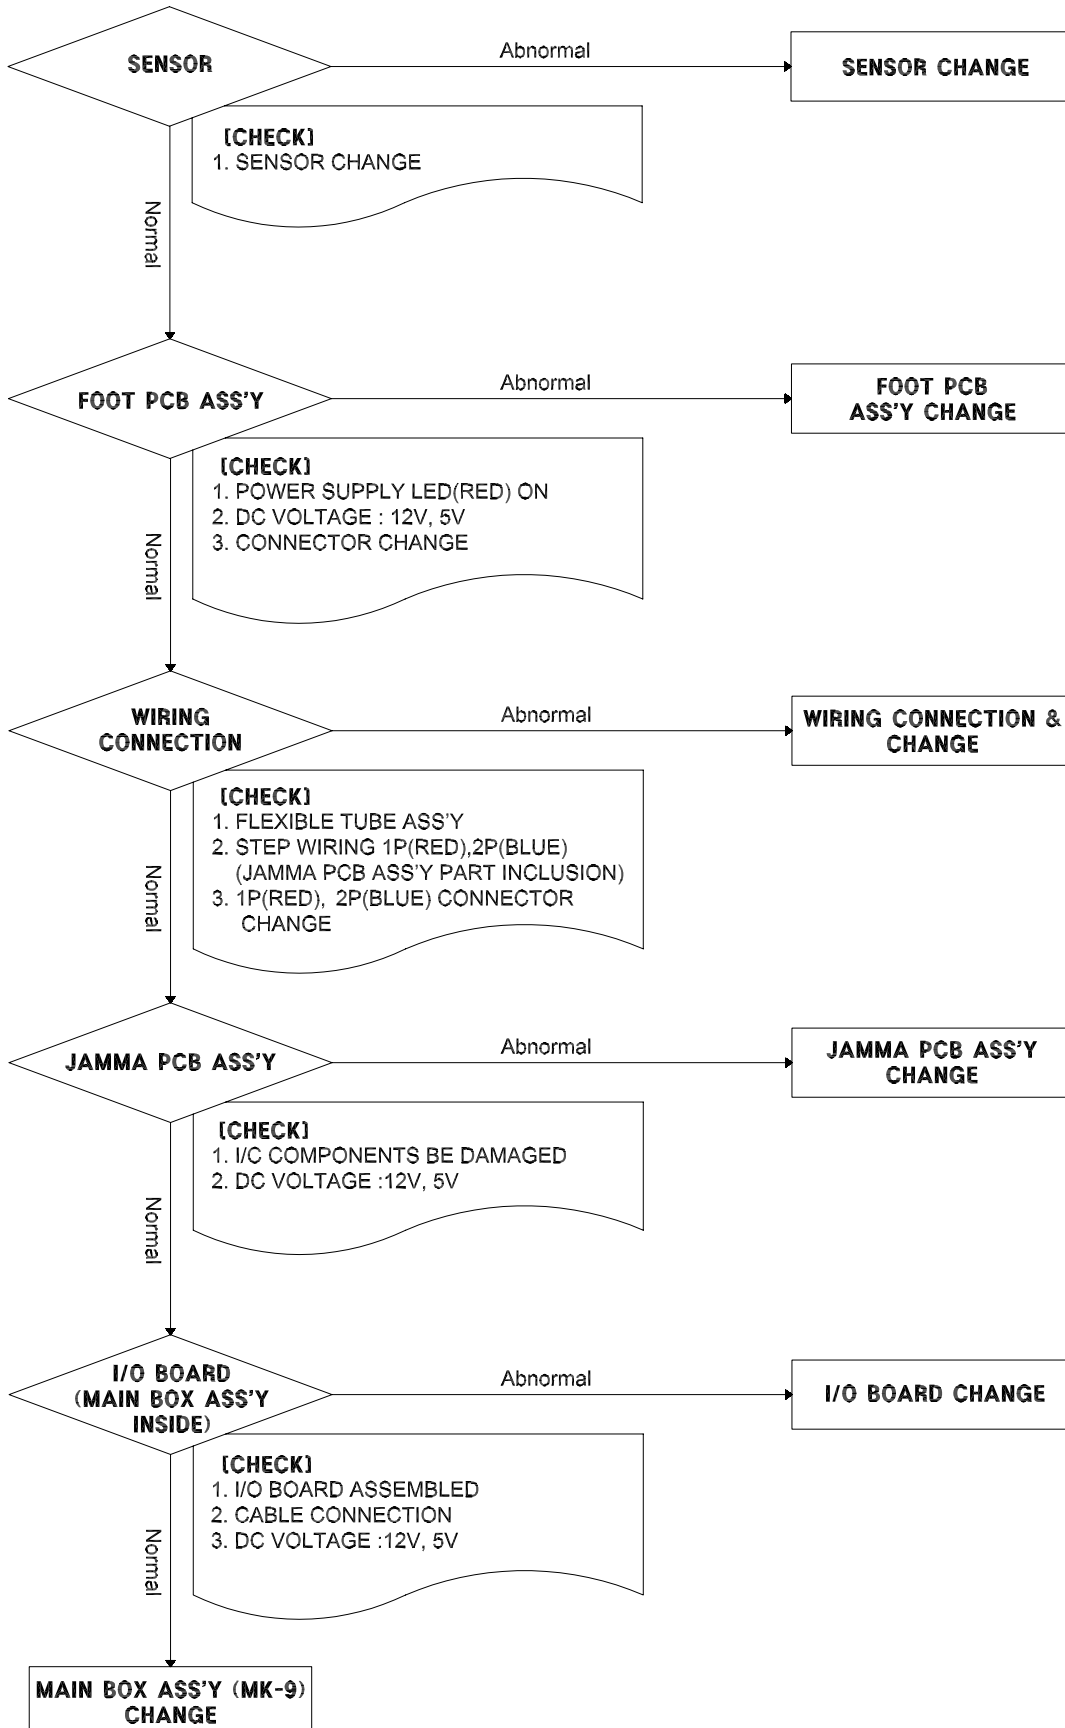 SENSOR
Abnormal
SENSOR CHANGE
[CHECK]
1. SENSOR CHANGE
Normal
FOOT PCB ASS'Y
Abnormal
FOOT PCB
ASS'Y CHANGE
[CHECK]
1. POWER SUPPLY LED(RED) ON
2. DC VOLTAGE : 12V, 5V
3. CONNECTOR CHANGE
Normal
WIRING
CONNECTION
Abnormal
WIRING CONNECTION &
CHANGE
[CHECK]
1. FLEXIBLE TUBE ASS'Y
2. STEP WIRING 1P(RED),2P(BLUE)
(JAMMA PCB ASS'Y PART INCLUSION)
3. 1P(RED),  2P(BLUE) CONNECTOR
CHANGE
Normal
JAMMA PCB ASS'Y
Abnormal
JAMMA PCB ASS'Y
CHANGE
[CHECK]
1. I/C COMPONENTS BE DAMAGED
2. DC VOLTAGE :12V, 5V
Normal
I/O BOARD
(MAIN BOX ASS'Y
INSIDE)
Abnormal
I/O BOARD CHANGE
[CHECK]
1. I/O BOARD ASSEMBLED
2. CABLE CONNECTION
3. DC VOLTAGE :12V, 5V
Normal
MAIN BOX ASS'Y (MK-9)
CHANGE